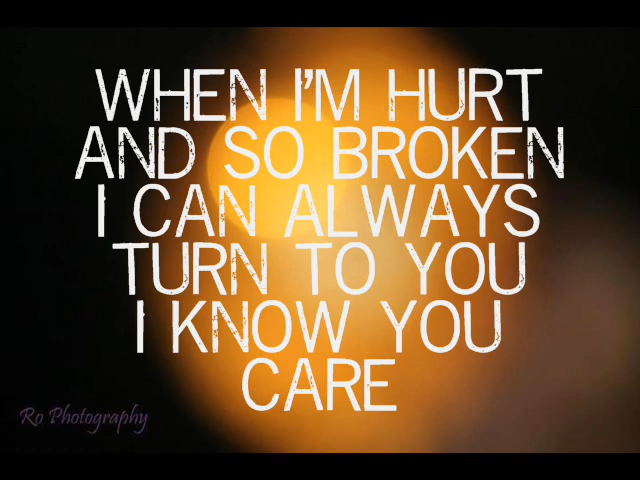 WHEN I'M HURT
AND SO BROKEN
I CAN ALWAYS
TURN TO YOU
I KNOW YOU
CARE
Ro Photography